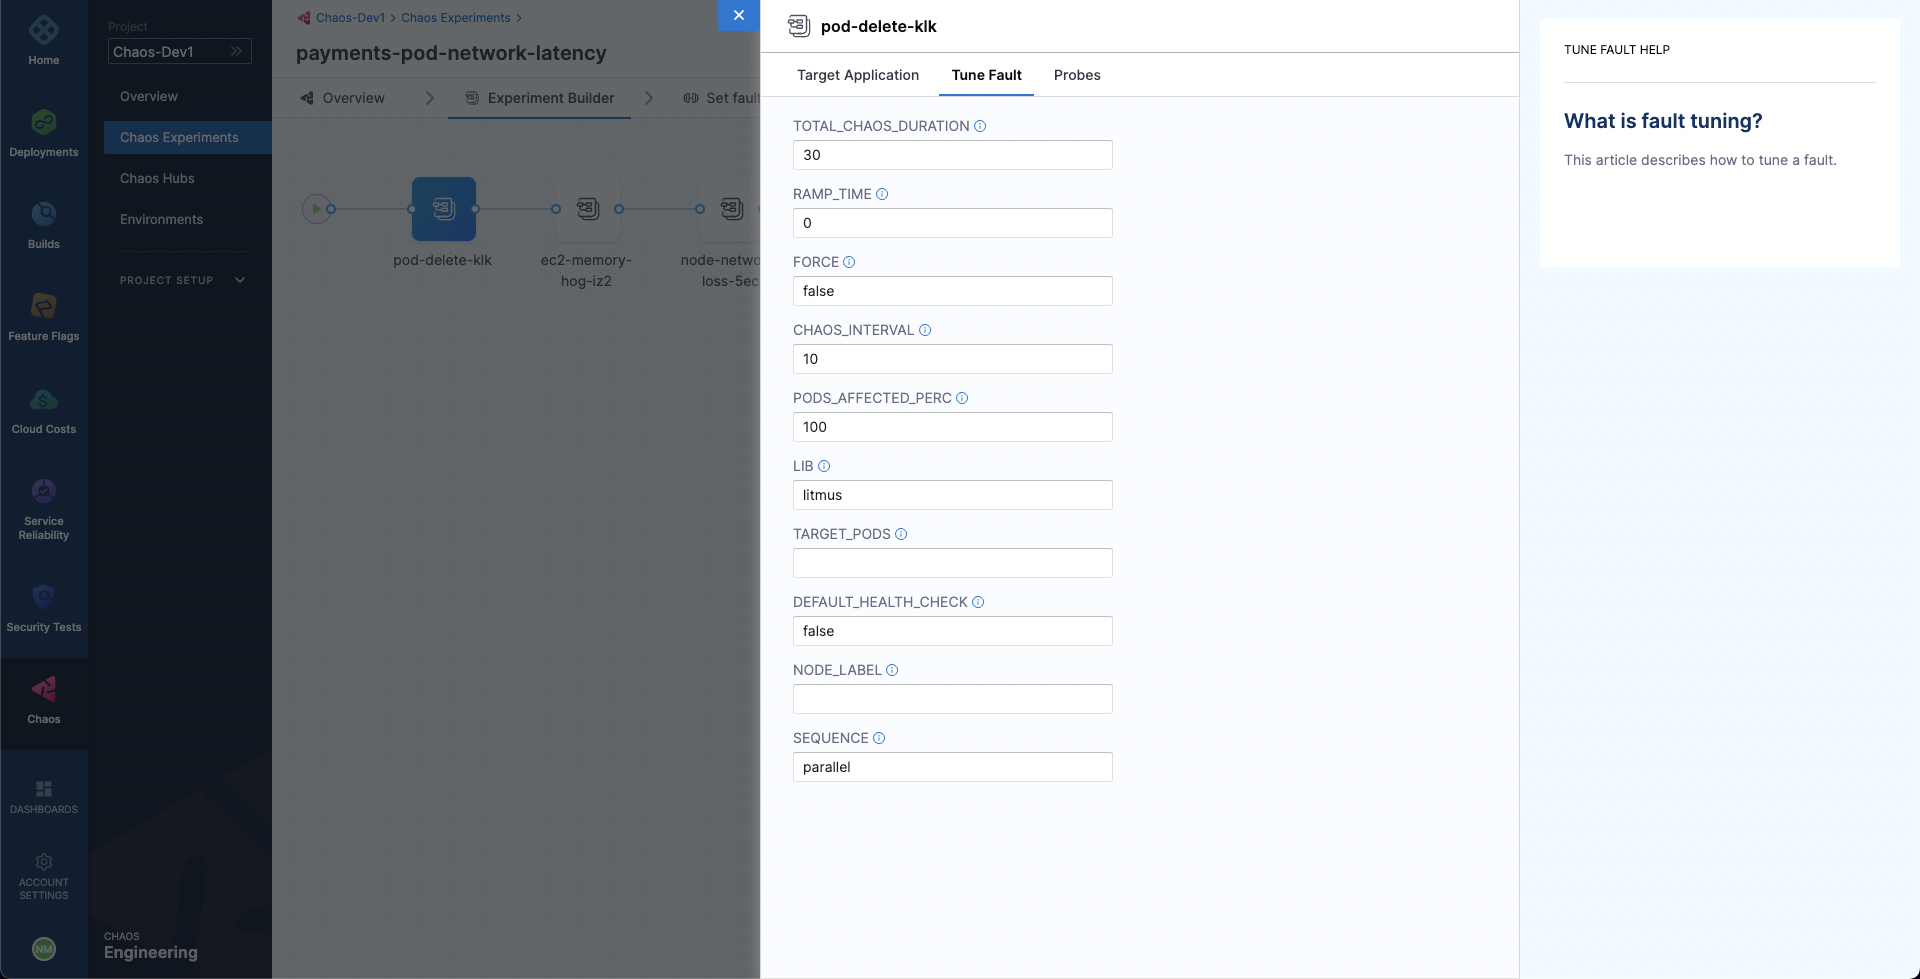 Home
Deployments
Builds
Feature Flags
Cloud Costs
Service
Reliability
Security Tests
Chaos
DASHBOARDS
ACCOUNT
SETTINGS
NM
Project
Chaos-Dev1
Overview
Chaos Experiments
Chaos Hubs
Environments
PROJECT SETUP
CHAOS
Engineering
Chaos-Dev1 > Chaos Experiments >
payments-pod-network-latency
Overview
Experiment Builder
Set fault
pod-delete-klk
ec2-memory-
hog-iz2
node-netwo
loss-5ec
pod-delete-klk
Target Application
Tune Fault
Probes
TOTAL_CHAOS_DURATION
30
RAMP_TIME
0
FORCE
false
CHAOS_INTERVAL
10
PODS_AFFECTED_PERC
100
LIB
litmus
TARGET_PODS
DEFAULT_HEALTH_CHECK
false
NODE_LABEL
SEQUENCE
parallel
TUNE FAULT HELP
What is fault tuning?
This article describes how to tune a fault.